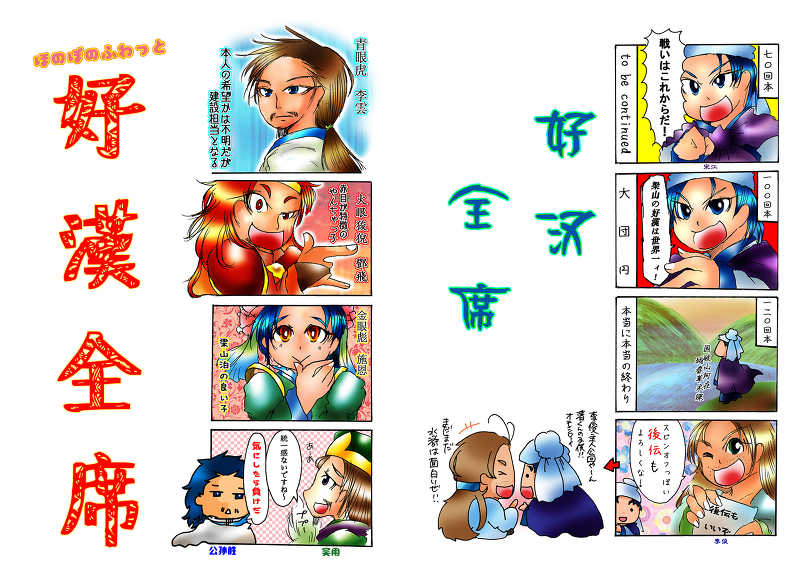 七〇回本
戦いはこれからだ！
to be continued
宋江
一〇〇回本
梁山の好漢は世界一ィ！
大団円
一二〇回本
本当に本当の終わり
スピンオフっぽい
後伝も
よろしくな！
後伝も
いいぞ
李俊
まだまだ
水滸は面白いぜ！！
好漢
全席
青眼虎 李雲
本人の希望かは不明だが
建設担当となる
火眼狻猊 鄧飛
赤目が特徴の
やんちゃっ子
金眼彪 施恩
梁山泊の良い子
あーあ
統一感ないですね〜
気にしたら負けだ
公孫勝
呉用
ほのぼのふわっと
好漢全席